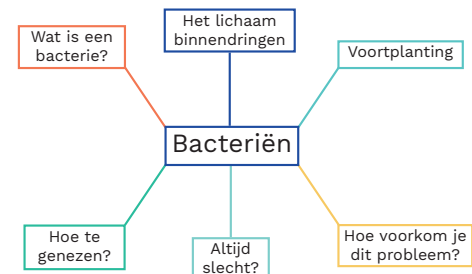 Wat is een
bacterie?
Het lichaam
binnendringen
Voortplanting
Bacteriën
Hoe te
genezen?
Altijd
slecht?
Hoe voorkom je
dit probleem?